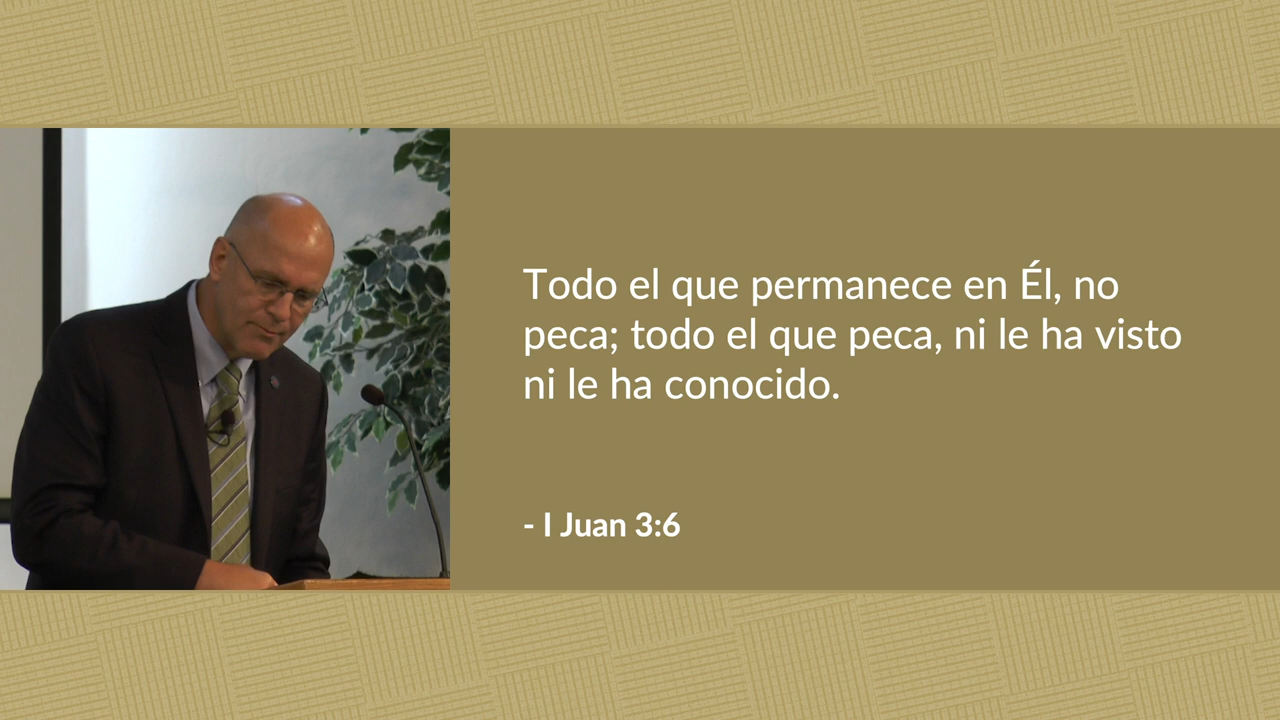 Todo el que permanece en Él, no
peca; todo el que peca, ni le ha visto
ni le ha conocido.
- I Juan 3:6